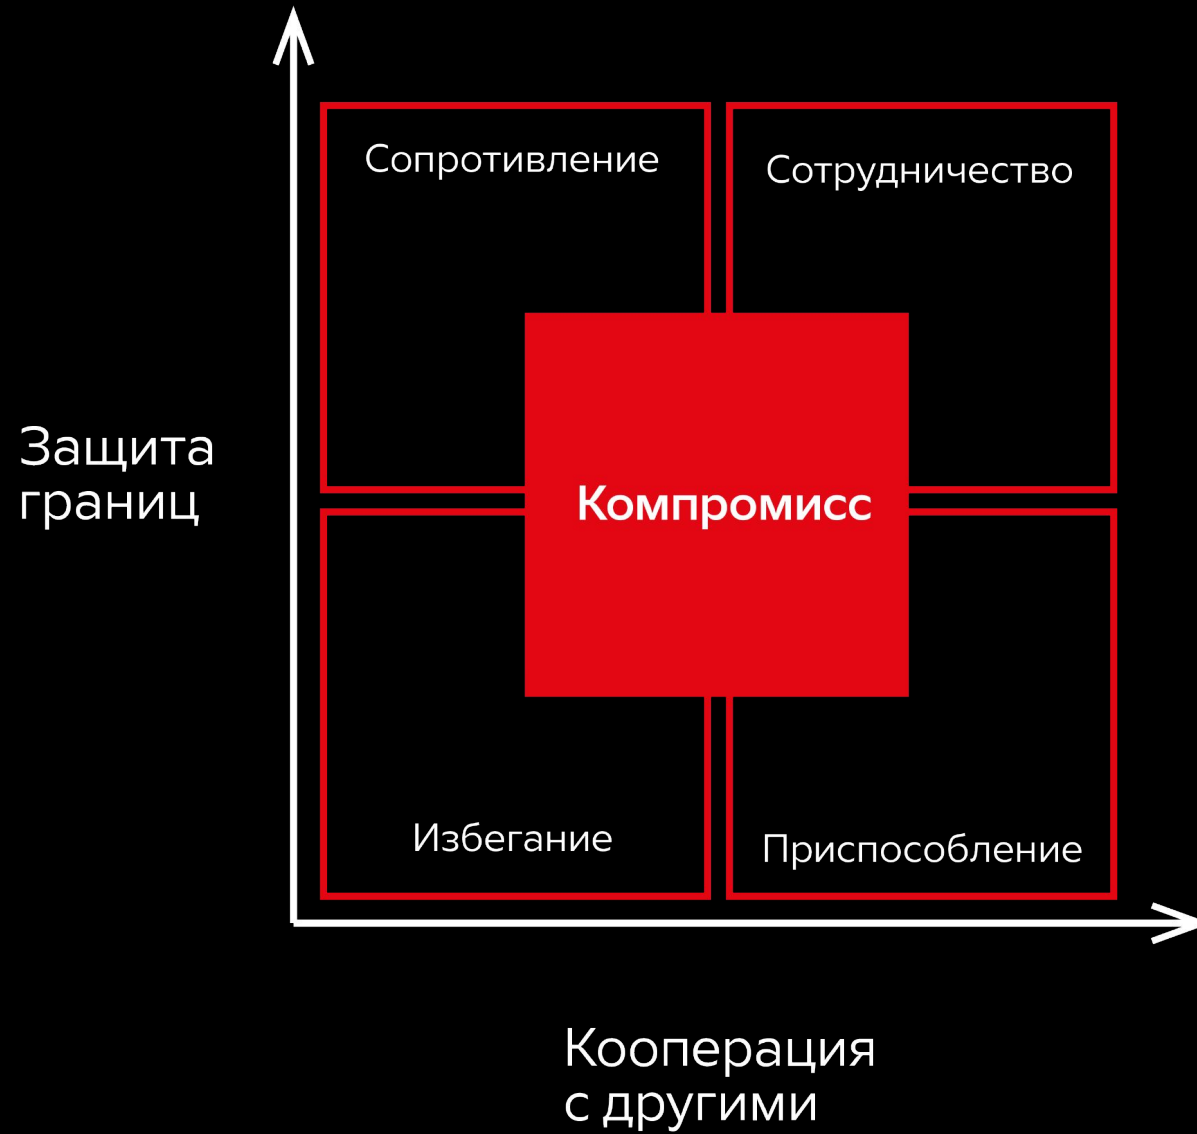 Сопротивление
Сотрудничество
Защита
границ
Компромисс
Избегание
Приспособление
Кооперация
с другими